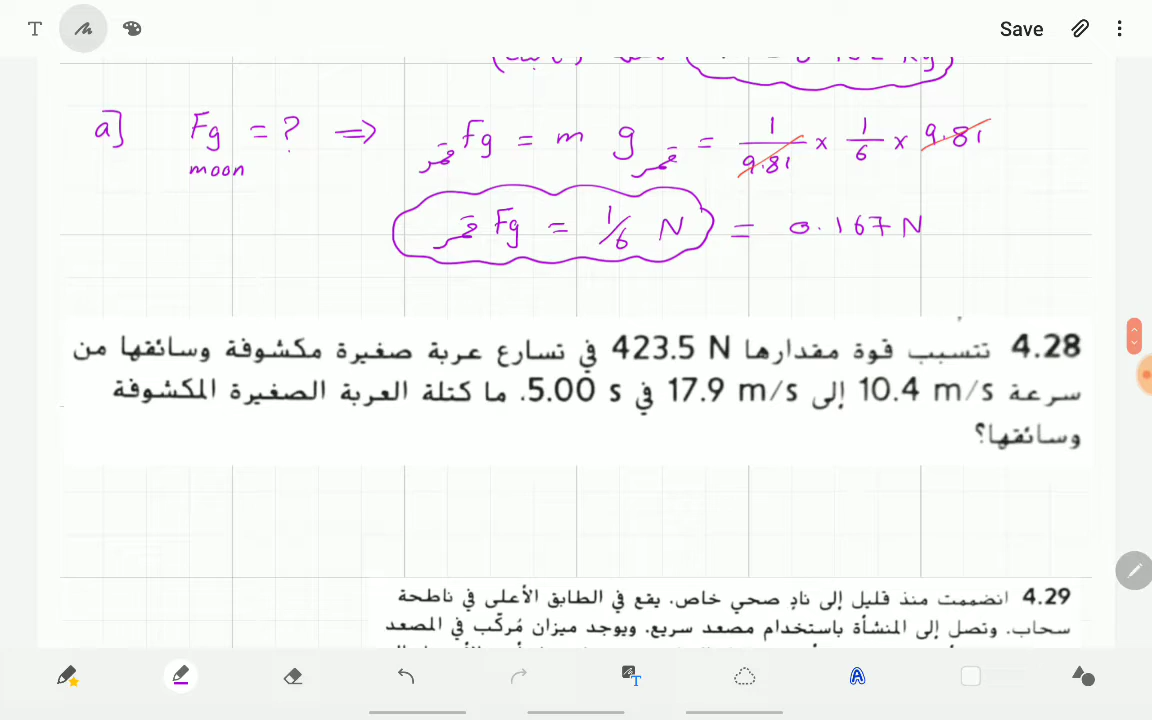 T Save
a] Fg = ? ⇒ Fg قمر = m g قمر = 1/9.81 × 1/6 × 9.81
moon
Fg قمر = 1/6 N = 0.167 N
4.28 تتسبب قوة مقدارها 423.5 N في تسارع عربة صغيرة مكشوفة وسائقها من
سرعة 10.4 m/s إلى 17.9 m/s في 5.00 s. ما كتلة العربة الصغيرة المكشوفة
وسائقها؟
4.29 انضممت منذ قليل إلى نادٍ صحي خاص. يقع في الطابق الأعلى في ناطحة
سحاب. وتصل إلى المنشأة باستخدام مصعد سريع. ويوجد ميزان مُركّب في المصعد